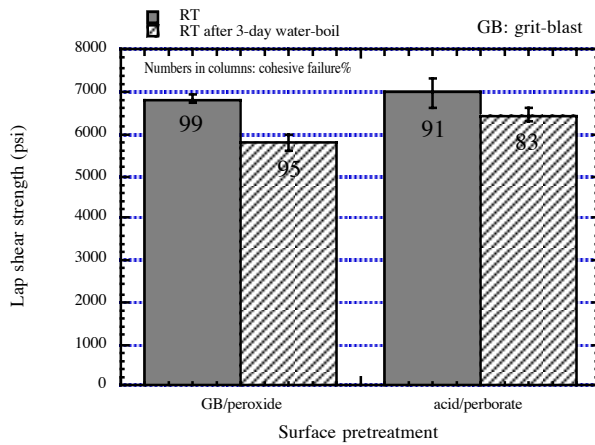 RT
RT after 3-day water-boil
GB: grit-blast
8000
Numbers in columns: cohesive failure%
7000
6000
5000
4000
3000
2000
1000
0
99
95
91
83
Lap shear strength (psi)
GB/peroxide
acid/perborate
Surface pretreatment